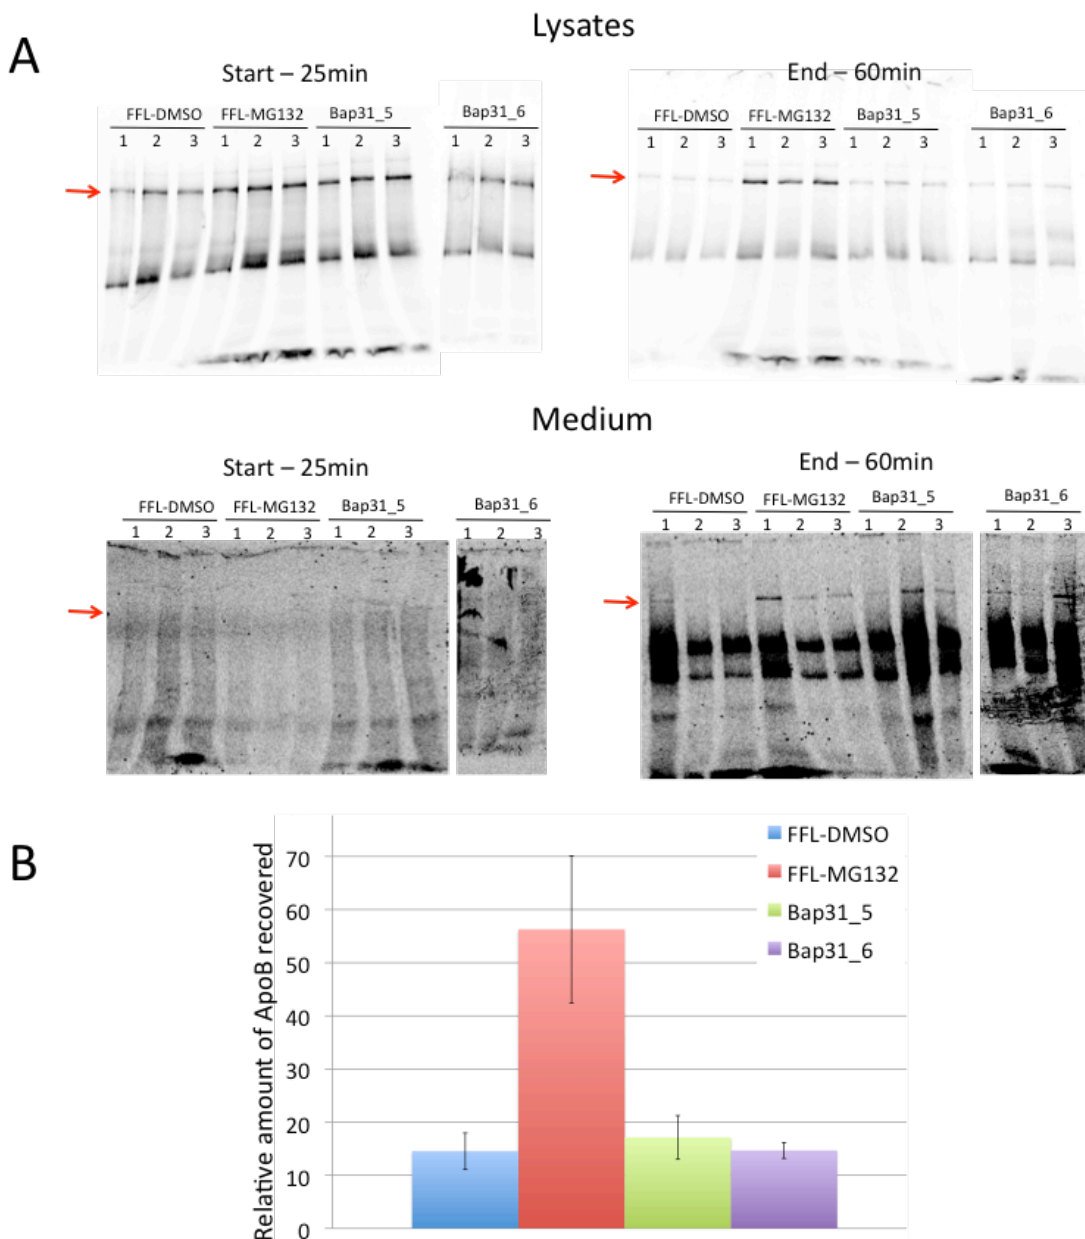 A
Lysates
Start – 25min
End – 60min
FFL-DMSO FFL-MG132 Bap31_5 Bap31_6
1 2 3 1 2 3 1 2 3 1 2 3
FFL-DMSO FFL-MG132 Bap31_5 Bap31_6
1 2 3 1 2 3 1 2 3 1 2 3
Medium
Start – 25min
End – 60min
FFL-DMSO FFL-MG132 Bap31_5 Bap31_6
1 2 3 1 2 3 1 2 3 1 2 3
FFL-DMSO FFL-MG132 Bap31_5 Bap31_6
1 2 3 1 2 3 1 2 3 1 2 3
B
Relative amount of ApoB recovered
70
60
50
40
30
20
10
0
FFL-DMSO
FFL-MG132
Bap31_5
Bap31_6